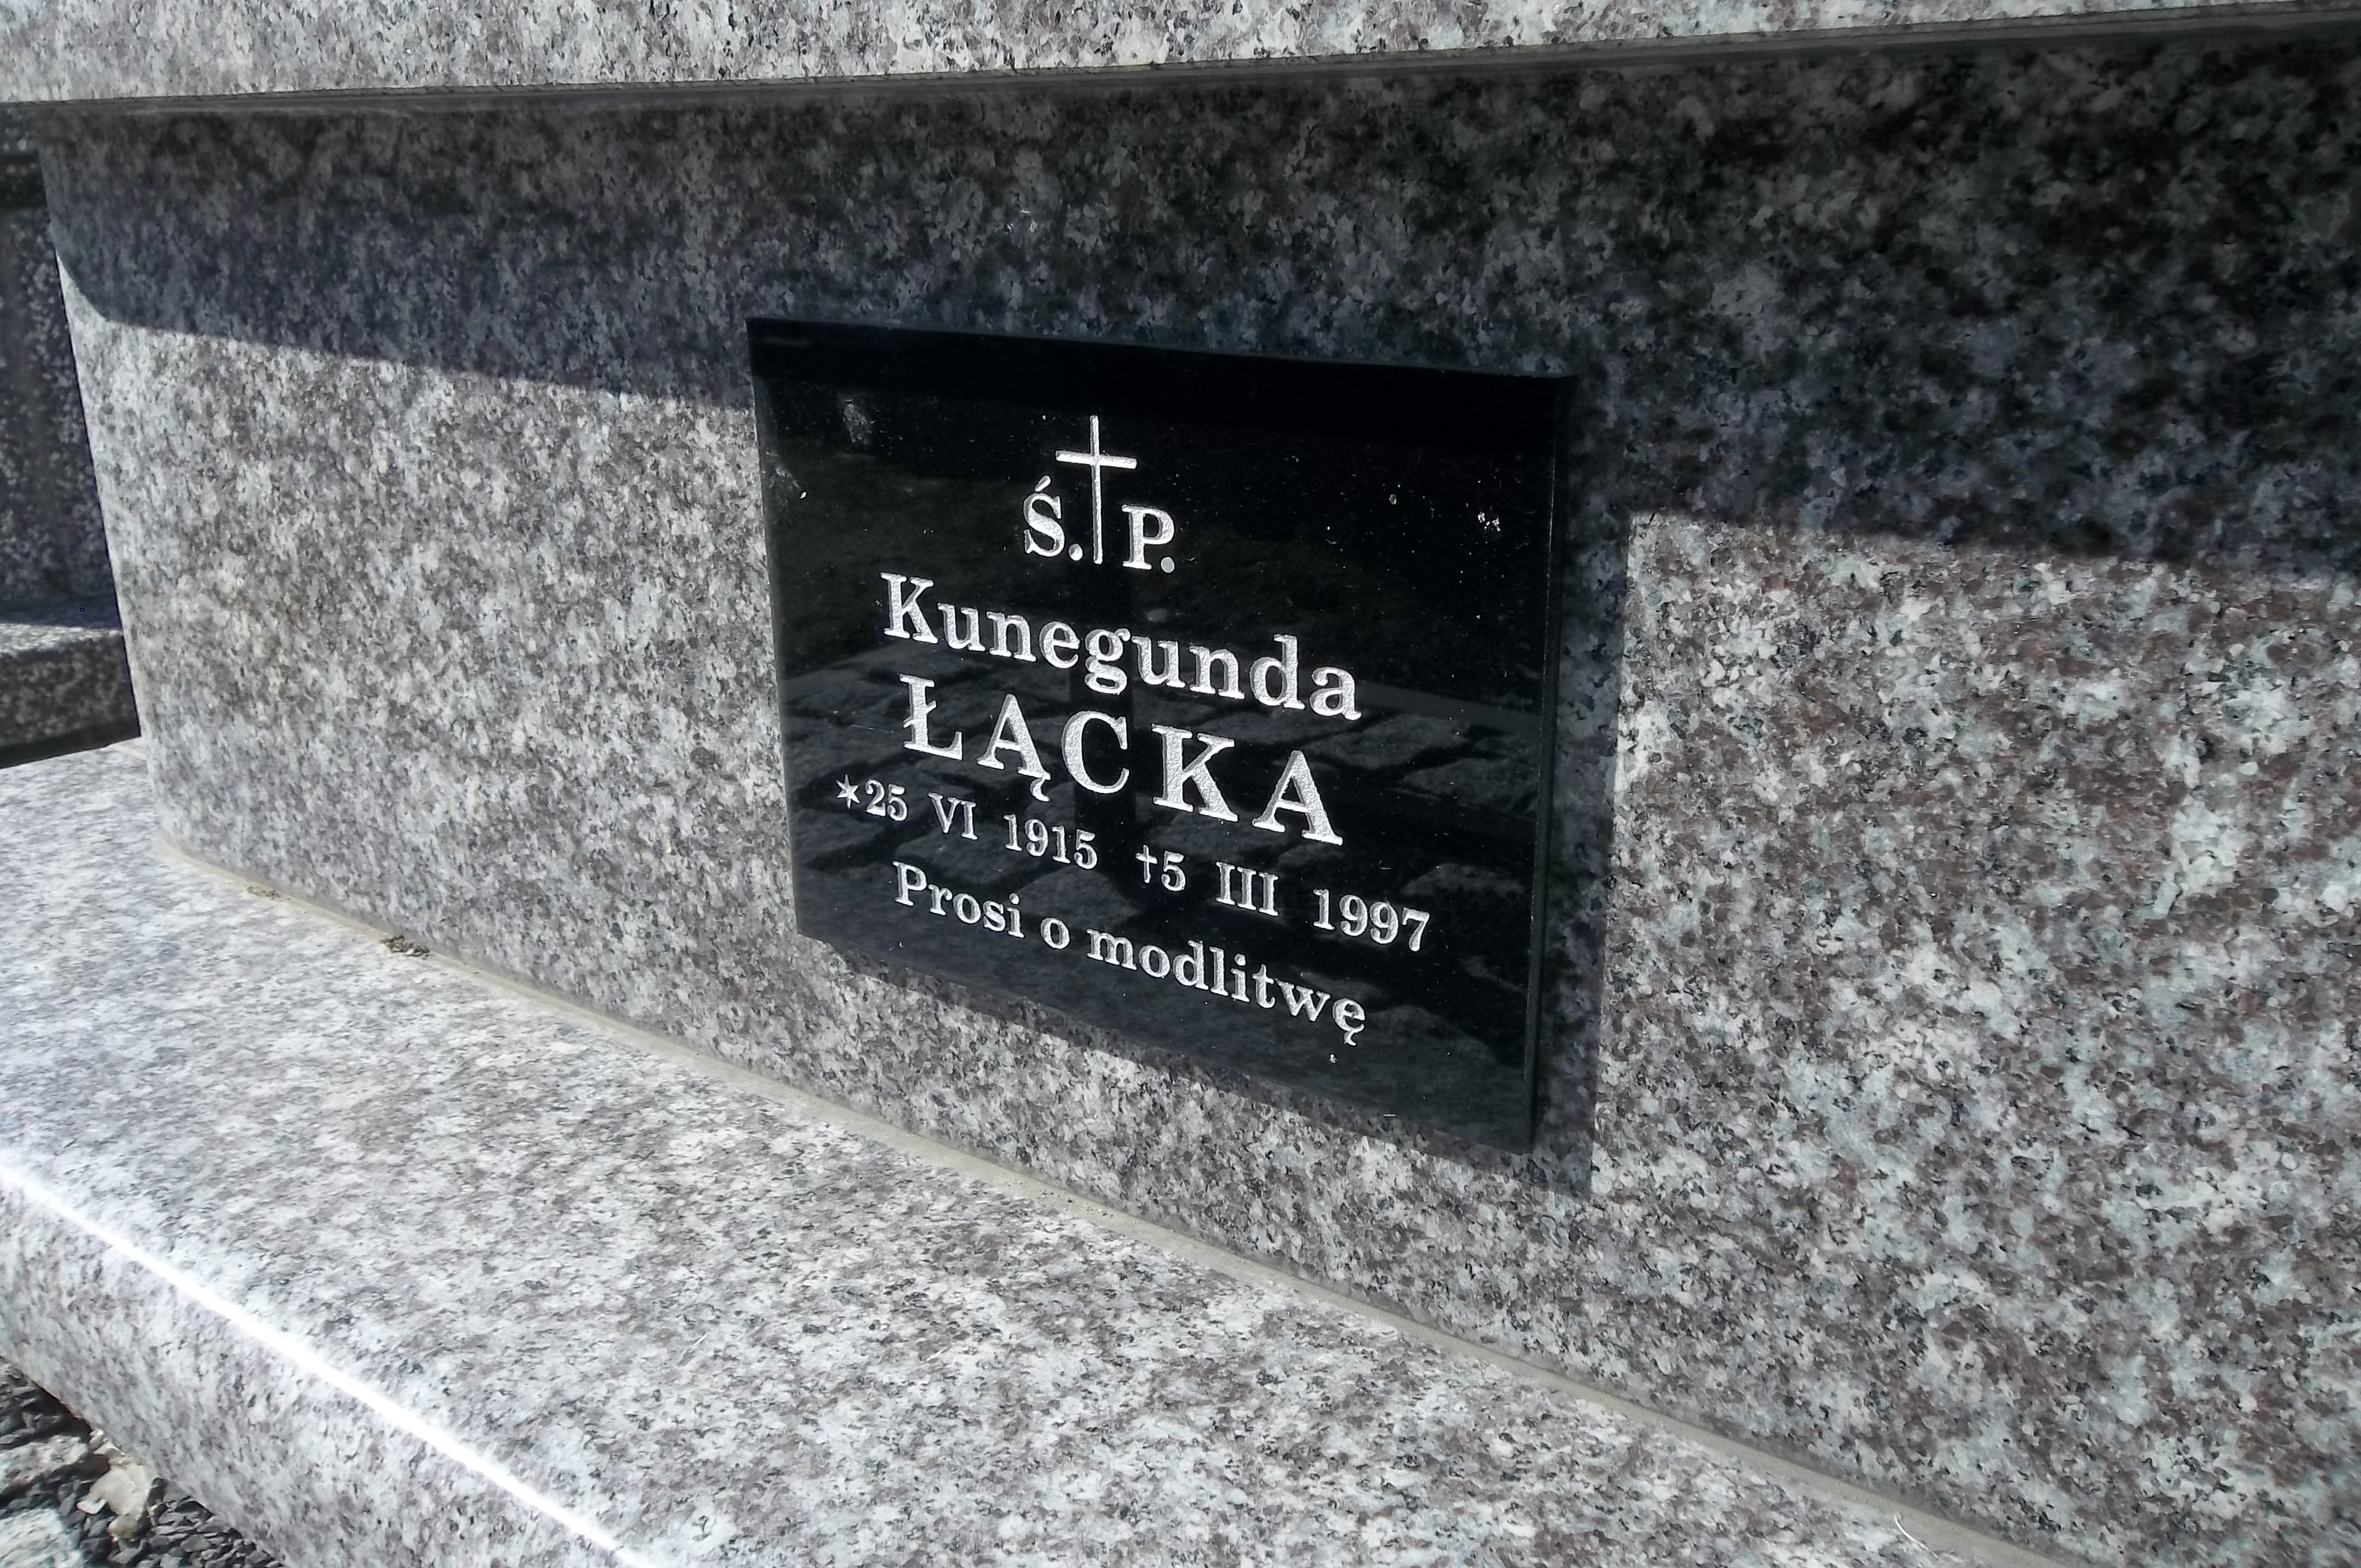 Ś. P.
Kunegunda
ŁĄCKA
*25 VI 1915 †5 III 1997
Prosi o modlitwę